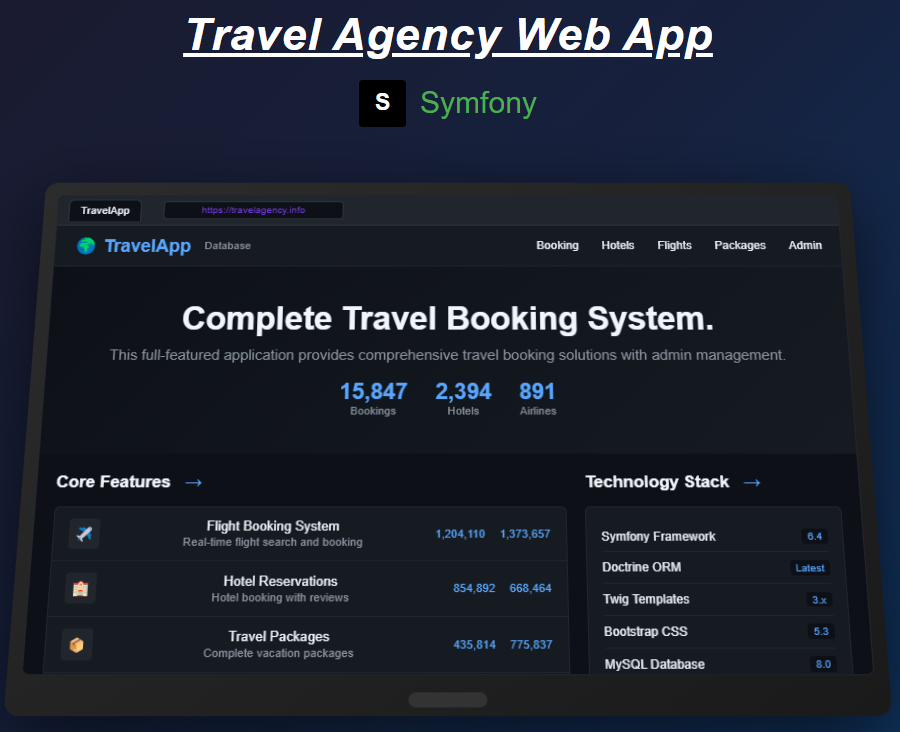 Travel Agency Web App
S Symfony
TravelApp https://travelagency.info
TravelApp Database Booking Hotels Flights Packages Admin
Complete Travel Booking System.
This full-featured application provides comprehensive travel booking solutions with admin management.
15,847 2,394 891
Bookings Hotels Airlines
Core Features →
Flight Booking System
Real-time flight search and booking
1,204,110 1,373,657
Hotel Reservations
Hotel booking with reviews
854,892 668,464
Travel Packages
Complete vacation packages
435,814 775,837
Technology Stack →
Symfony Framework 6.4
Doctrine ORM Latest
Twig Templates 3.x
Bootstrap CSS 5.3
MySQL Database 8.0